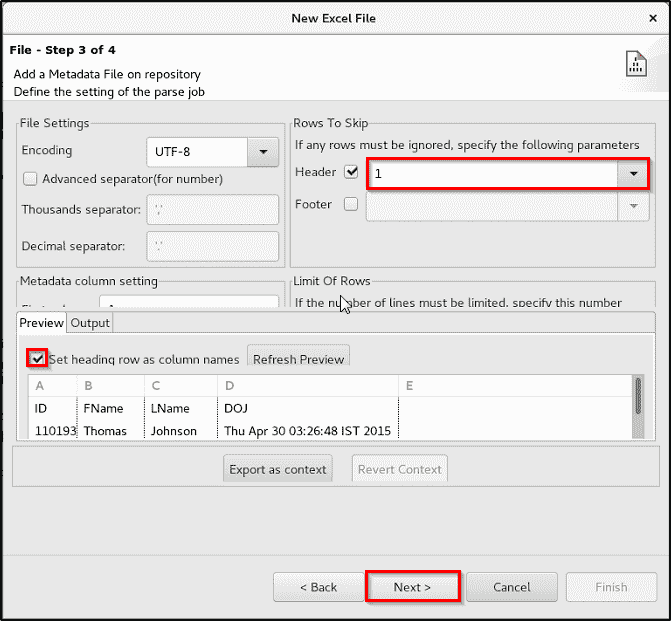 New Excel File
File - Step 3 of 4
Add a Metadata File on repository
Define the setting of the parse job
File Settings
Encoding UTF-8
Advanced separator(for number)
Thousands separator: ','
Decimal separator: '.'
Rows To Skip
If any rows must be ignored, specify the following parameters
Header 1
Footer
Metadata column setting
Limit Of Rows
If the number of lines must be limited, specify this number
Preview Output
Set heading row as column names Refresh Preview
A B C D E
ID FName LName DOJ
110193 Thomas Johnson Thu Apr 30 03:26:48 IST 2015
Export as context Revert Context
< Back Next > Cancel Finish